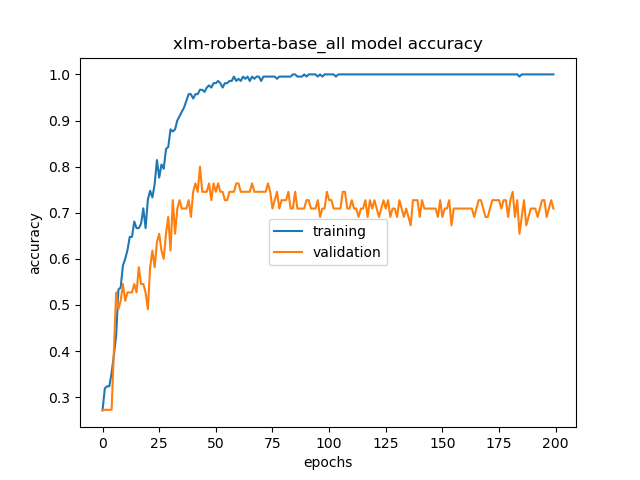 xlm-roberta-base_all model accuracy
1.0
0.9
0.8
0.7
0.6
0.5
0.4
0.3
accuracy
training
validation
0 25 50 75 100 125 150 175 200
epochs